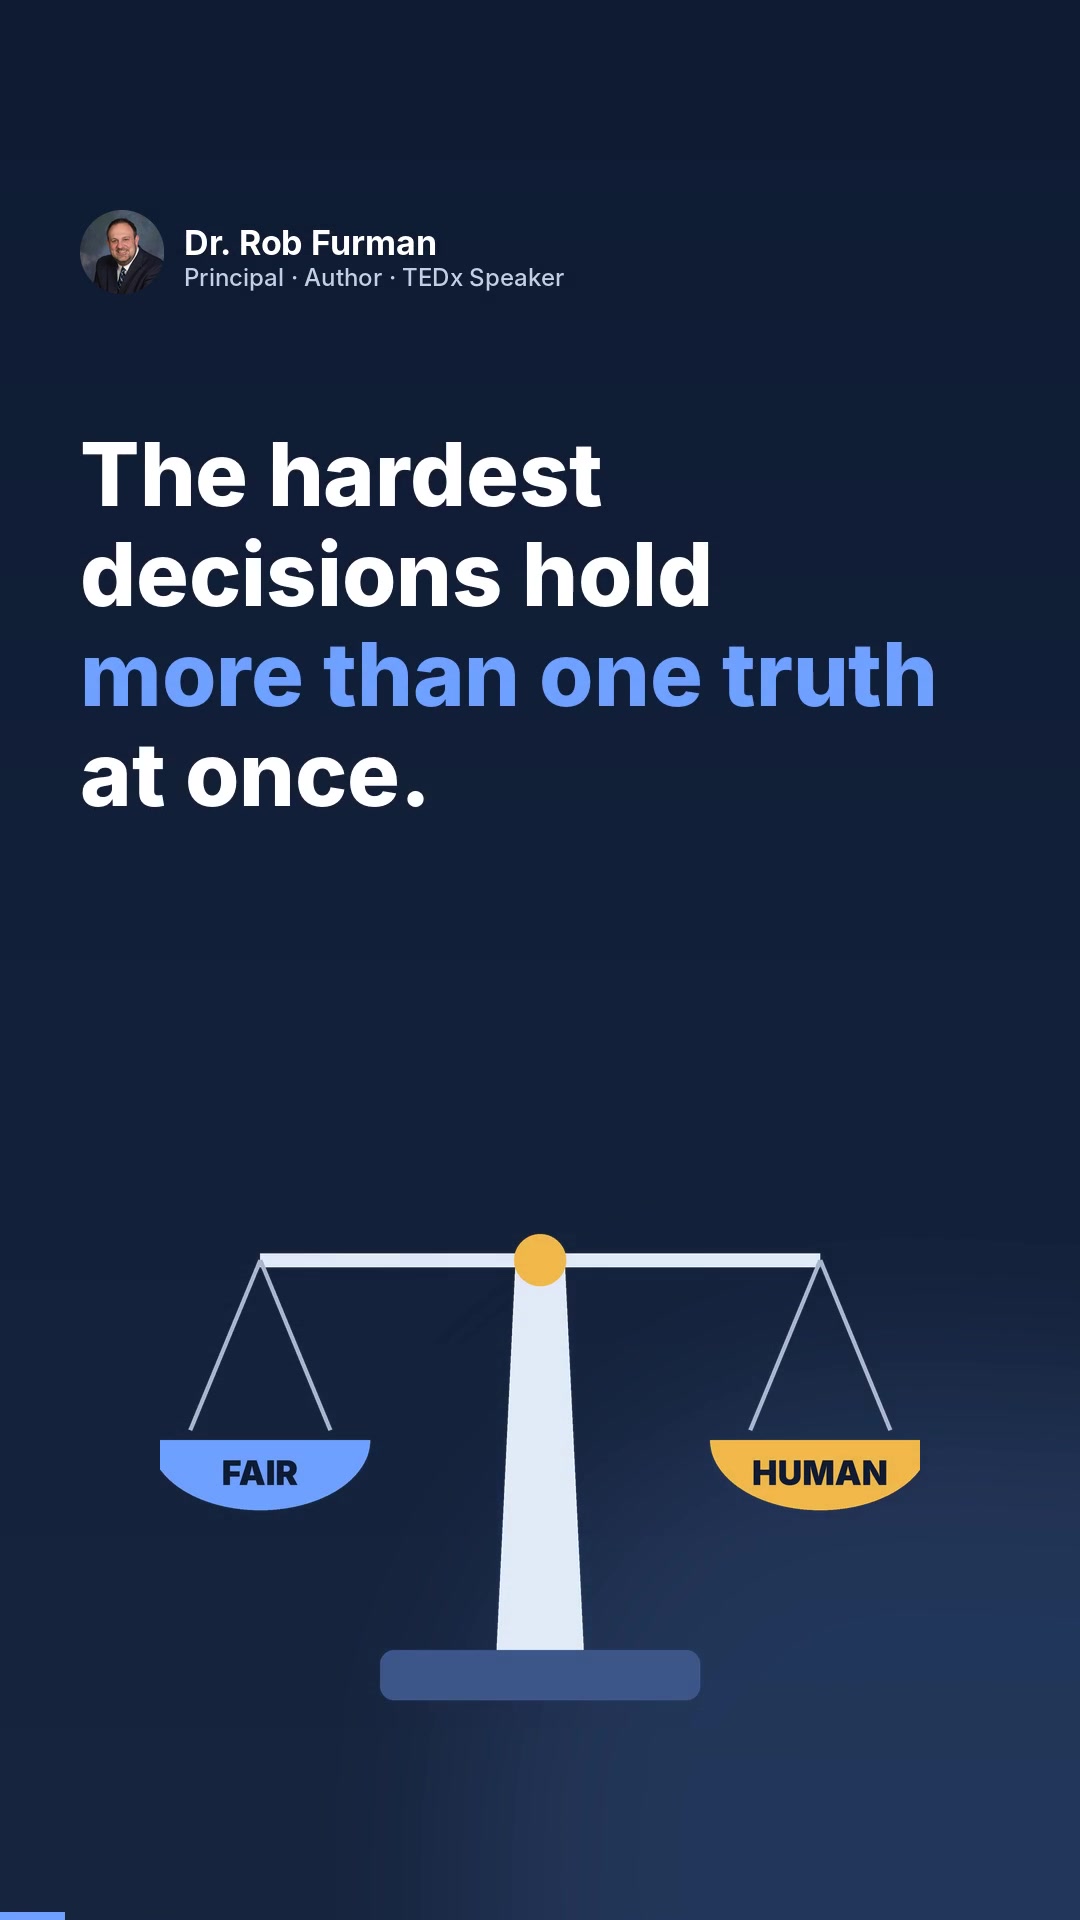 Dr. Rob Furman
Principal · Author · TEDx Speaker
The hardest
decisions hold
more than one truth
at once.
FAIR
HUMAN